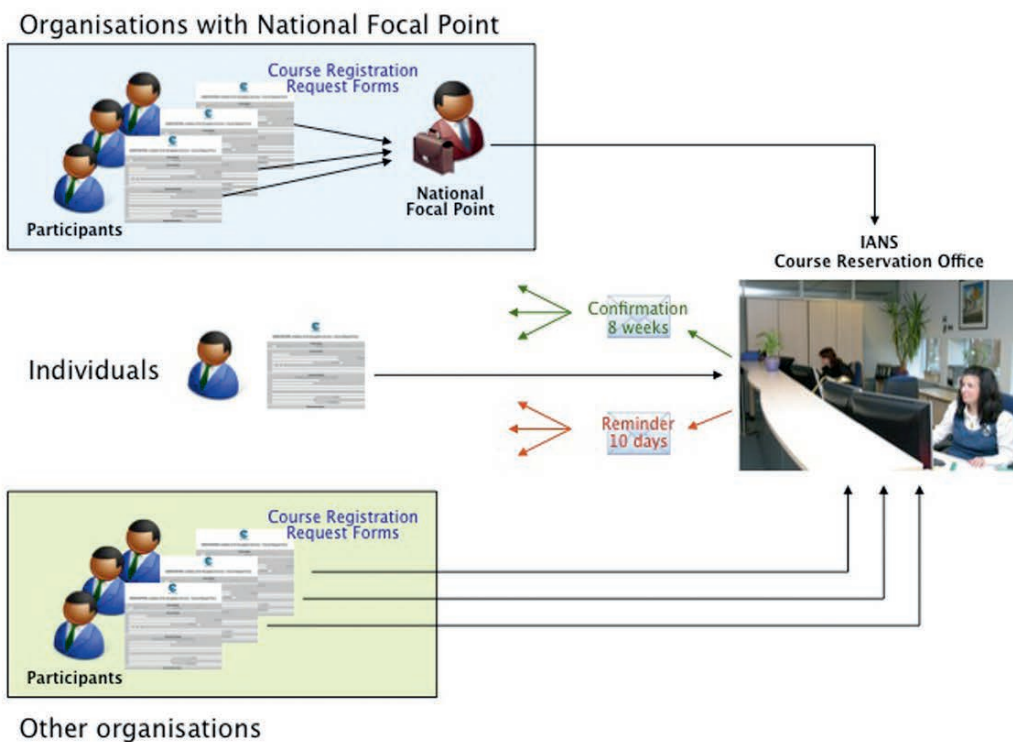 Organisations with National Focal Point
Course Registration
Request Forms
National
Focal Point
Participants
IANS
Course Reservation Office
Confirmation
8 weeks
Individuals
Reminder
10 days
Course Registration
Request Forms
Participants
Other organisations